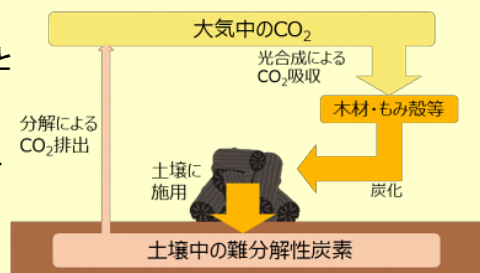 大気中のCO₂
と
光合成による
CO₂吸収
木材・もみ殻等
分解による
CO₂排出
土壌に
施用
炭化
土壌中の難分解性炭素